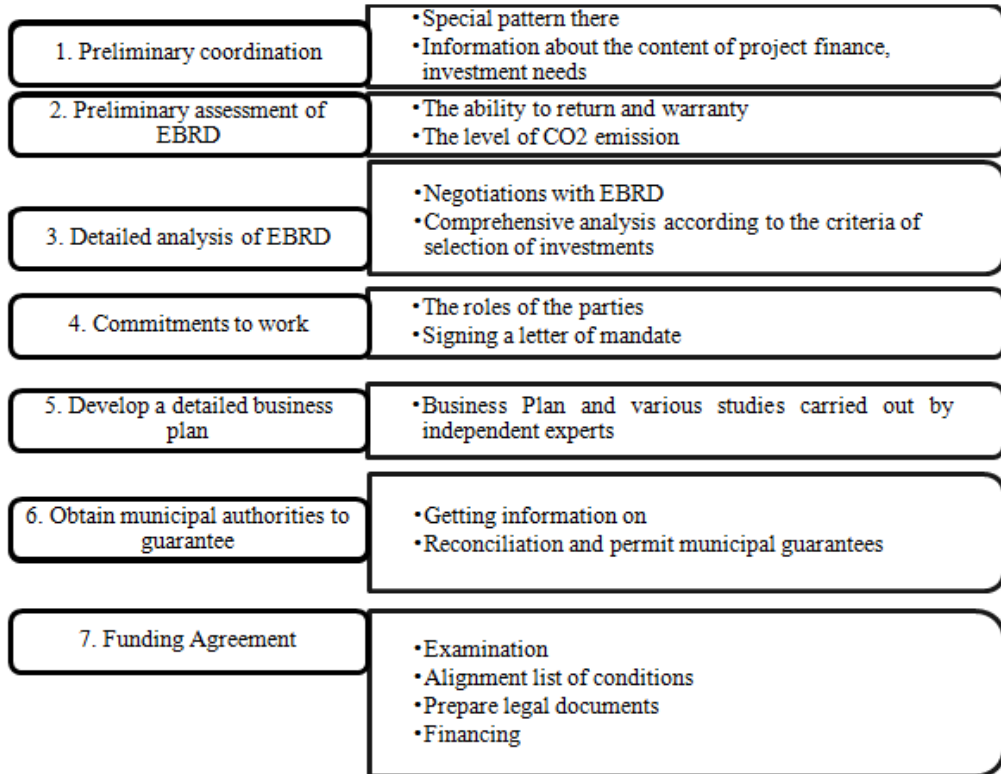 1. Preliminary coordination
•Special pattern there
•Information about the content of project finance,
investment needs
2. Preliminary assessment of
EBRD
•The ability to return and warranty
•The level of CO2 emission
3. Detailed analysis of EBRD
•Negotiations with EBRD
•Comprehensive analysis according to the criteria of
selection of investments
4. Commitments to work
•The roles of the parties
•Signing a letter of mandate
5. Develop a detailed business
plan
•Business Plan and various studies carried out by
independent experts
6. Obtain municipal authorities to
guarantee
•Getting information on
•Reconciliation and permit municipal guarantees
7. Funding Agreement
•Examination
•Alignment list of conditions
•Prepare legal documents
•Financing